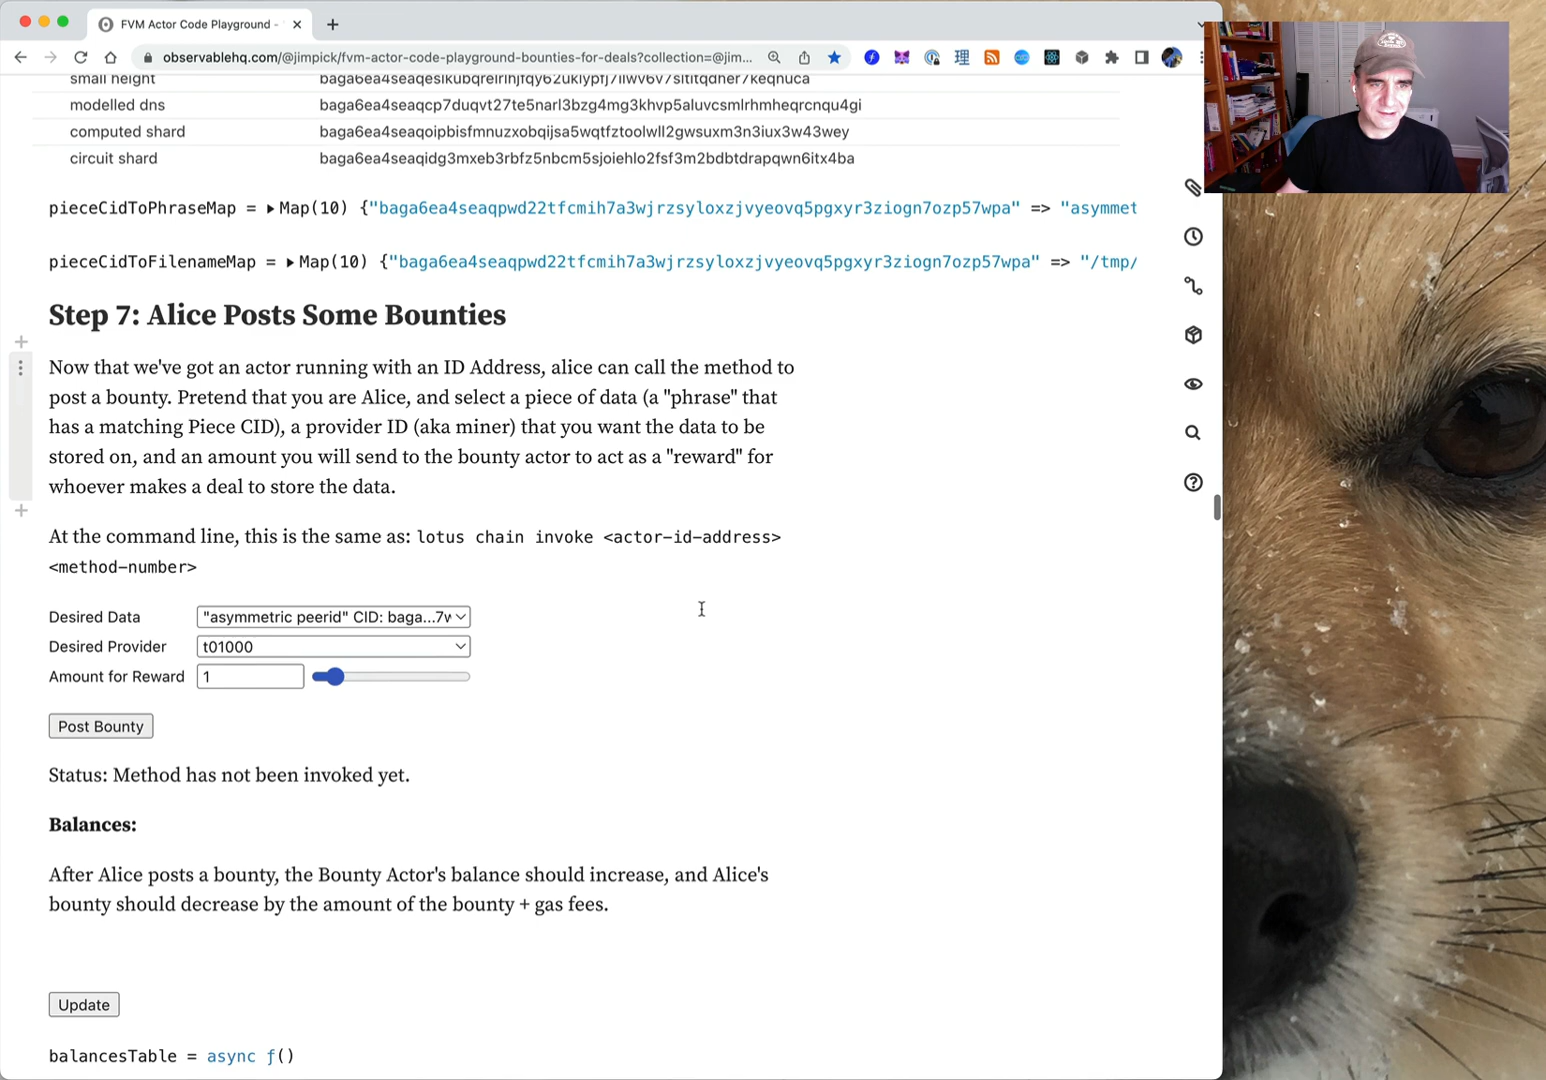 FVM Actor Code Playground -
observablehq.com/@jimpick/fvm-actor-code-playground-bounties-for-deals?collection=@jim...
small height
modelled dns baga6ea4seaqcp7duqvt27te5narl3bzg4mg3khvp5aluvcsmlrhmheqrcnqu4gi
computed shard baga6ea4seaqoipbisfmnuzxobqijsa5wqtfztoolwll2gwsuxm3n3iux3w43wey
circuit shard baga6ea4seaqidg3mxeb3rbfz5nbcm5sjoiehlo2fsf3m2bdbtdrapqwn6itx4ba
pieceCidToPhraseMap = ▸Map(10) {"baga6ea4seaqpwd22tfcmih7a3wjrzsyloxzjvyeovq5pgxyr3ziogn7ozp57wpa" => "asymmet
pieceCidToFilenameMap = ▸Map(10) {"baga6ea4seaqpwd22tfcmih7a3wjrzsyloxzjvyeovq5pgxyr3ziogn7ozp57wpa" => "/tmp/
Step 7: Alice Posts Some Bounties
Now that we've got an actor running with an ID Address, alice can call the method to
post a bounty. Pretend that you are Alice, and select a piece of data (a "phrase" that
has a matching Piece CID), a provider ID (aka miner) that you want the data to be
stored on, and an amount you will send to the bounty actor to act as a "reward" for
whoever makes a deal to store the data.
At the command line, this is the same as: lotus chain invoke <actor-id-address>
<method-number>
Desired Data "asymmetric peerid" CID: baga...7w
Desired Provider t01000
Amount for Reward 1
Post Bounty
Status: Method has not been invoked yet.
Balances:
After Alice posts a bounty, the Bounty Actor's balance should increase, and Alice's
bounty should decrease by the amount of the bounty + gas fees.
Update
balancesTable = async ƒ()